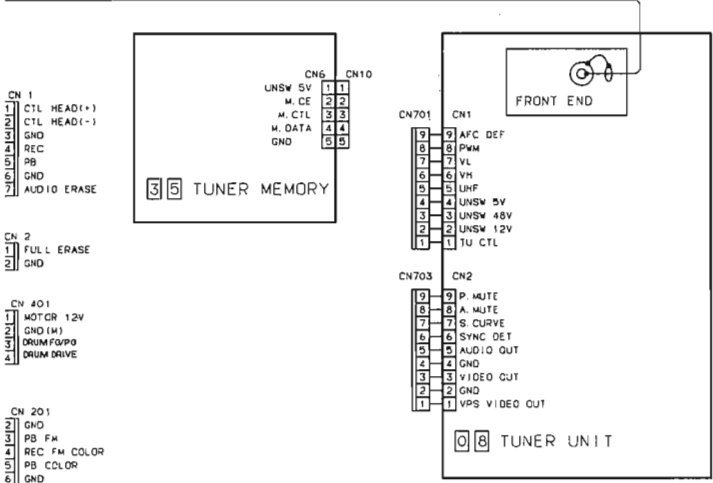 CN 1
1 CTL HEAD(+)
2 CTL HEAD(-)
3 GND
4 REC
5 PB
6 GND
7 AUDIO ERASE
CN 2
1 FULL ERASE
2 GND
CN 401
1 MOTOR 12V
2 GND(M)
3 DRUM FG/PG
4 DRUM DRIVE
CN 201
2 GND
3 PB FM
4 REC FM COLOR
5 PB COLOR
6 GND
CN6 CN10
UNSW 5V 1 1
M. CE 2 2
M. CTL 3 3
M. DATA 4 4
GND 5 5
3 5 TUNER MEMORY
FRONT END
CN701 CN1
9 9 AFC DEF
8 8 PWM
7 7 VL
6 6 VH
5 5 UHF
4 4 UNSW 5V
3 3 UNSW 48V
2 2 UNSW 12V
1 1 TU CTL
CN703 CN2
9 9 P. MUTE
8 8 A. MUTE
7 7 S. CURVE
6 6 SYNC DET
5 5 AUDIO OUT
4 4 GND
3 3 VIDEO OUT
2 2 GND
1 1 VPS VIDEO OUT
0 8 TUNER UNIT